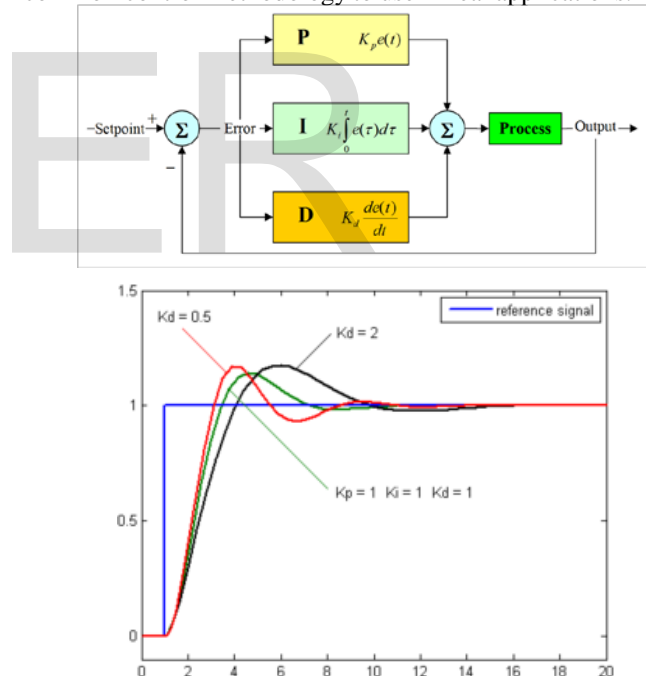 P K_p e(t)
Setpoint + Σ Error I K_i ∫_0^t e(τ)dτ Σ Process Output
−
D K_d de(t)/dt
ER
1.5
reference signal
Kd = 0.5
Kd = 2
1
Kp = 1 Ki = 1 Kd = 1
0.5
0
0 2 4 6 8 10 12 14 16 18 20